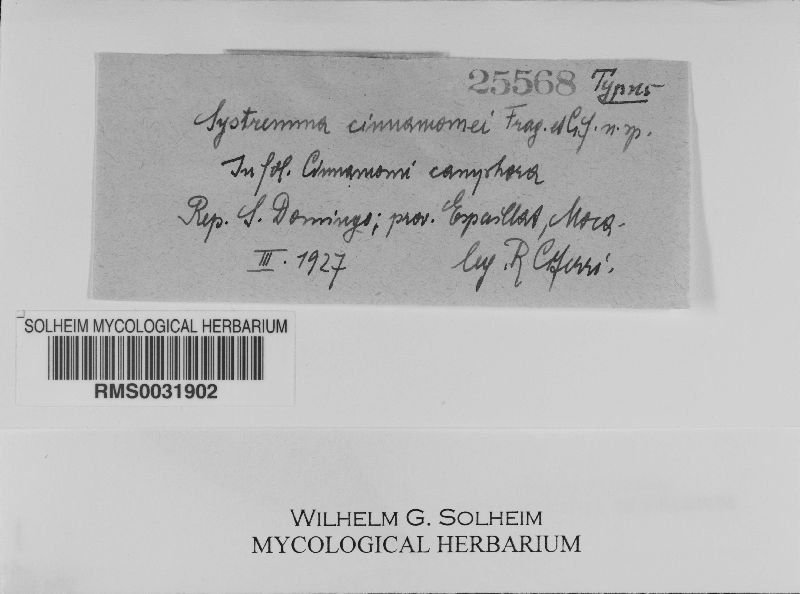 25568 Typus
Systremma cinnamomei Frag. et Cif. n. sp.
In fol. Cinnamomi camphora
Rep. S. Domingo; prov. Espaillat, Moca.
III. 1927 leg. R Ciferri.
SOLHEIM MYCOLOGICAL HERBARIUM
RMS0031902
WILHELM G. SOLHEIM
MYCOLOGICAL HERBARIUM